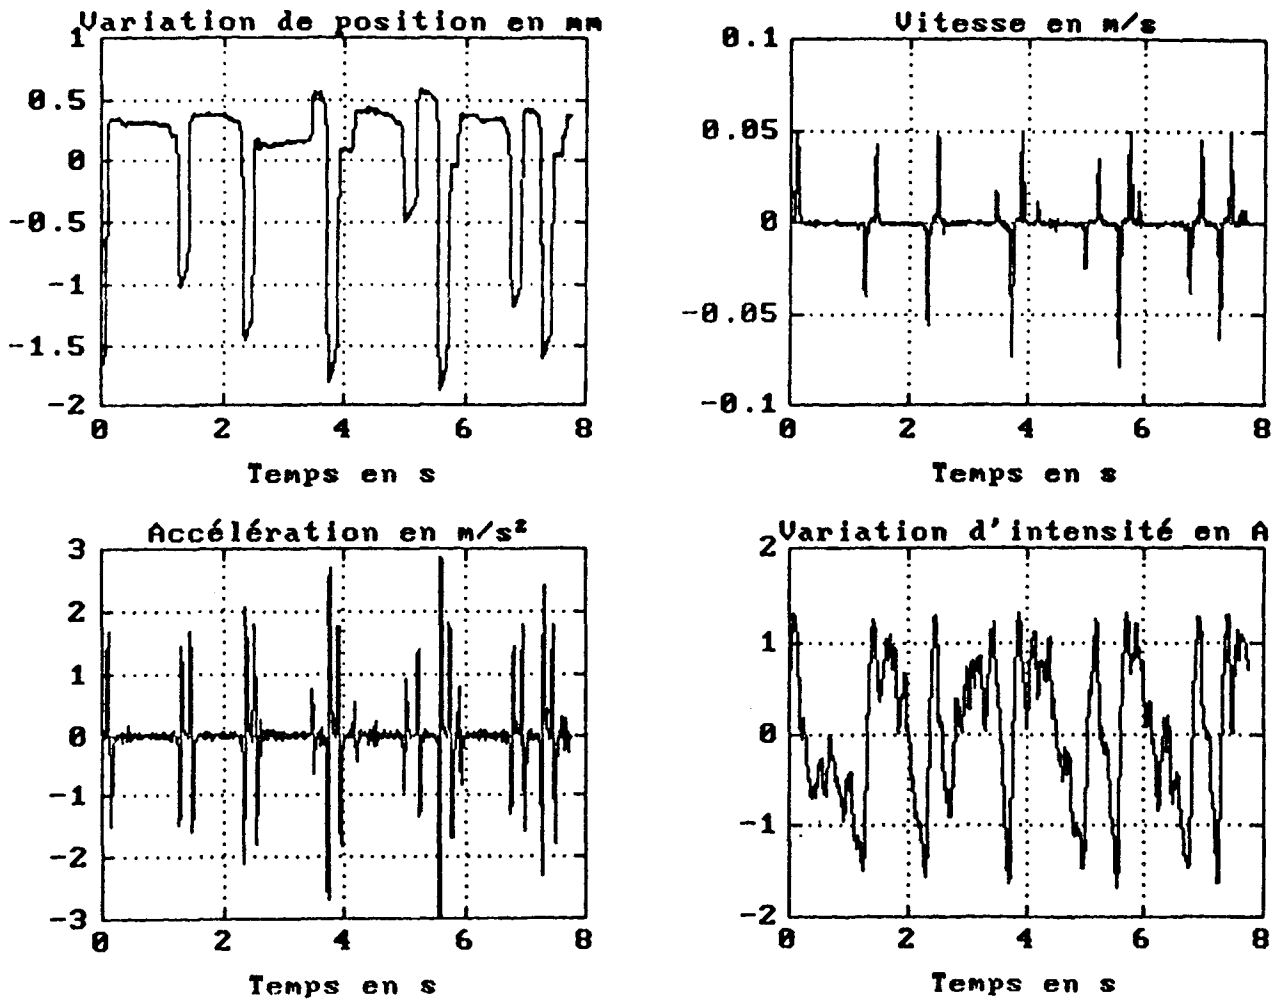 Variation de position en mm
1
0.5
0
-0.5
-1
-1.5
-2
0 2 4 6 8
Temps en s
Vitesse en m/s
0.1
0.05
0
-0.05
-0.1
0 2 4 6 8
Temps en s
Accélération en m/s²
3
2
1
0
-1
-2
-3
0 2 4 6 8
Temps en s
Variation d'intensité en A
2
1
0
-1
-2
0 2 4 6 8
Temps en s